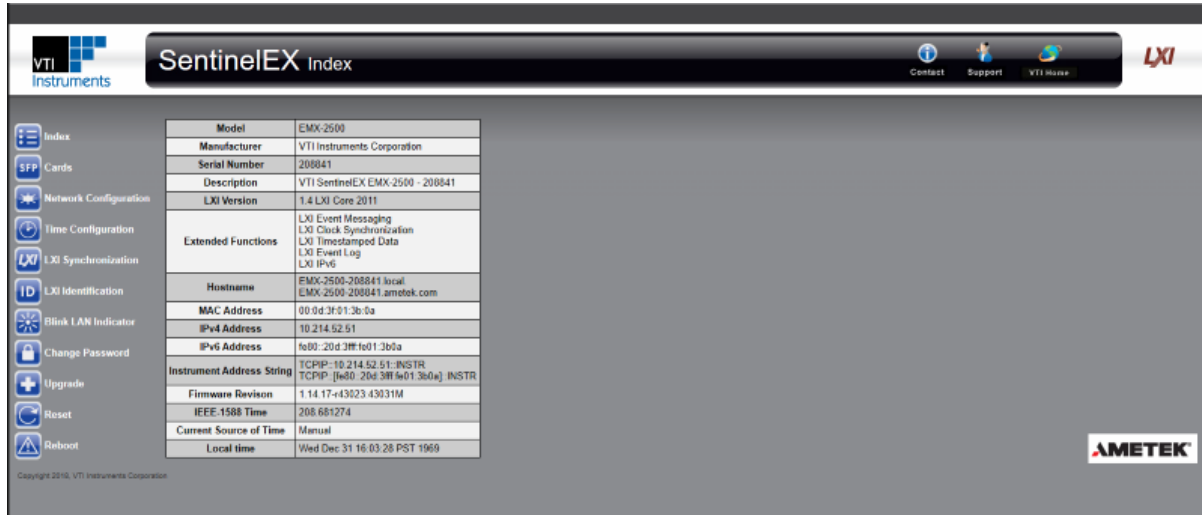 VTI
Instruments
SentinelEX Index
Contact
Support
VTI Home
LXI
Index
SFP Cards
Network Configuration
Time Configuration
LXI LXI Synchronization
ID LXI Identification
Blink LAN Indicator
Change Password
Upgrade
Reset
Reboot
Model EMX-2500
Manufacturer VTI Instruments Corporation
Serial Number 208841
Description VTI SentinelEX EMX-2500 - 208841
LXI Version 1.4 LXI Core 2011
Extended Functions
LXI Event Messaging
LXI Clock Synchronization
LXI Timestamped Data
LXI Event Log
LXI IPv6
Hostname
EMX-2500-208841.local
EMX-2500-208841.ametek.com
MAC Address 00:0d:3f:01:3b:0a
IPv4 Address 10.214.52.51
IPv6 Address fe80::20d:3fff:fe01:3b0a
Instrument Address String
TCPIP::10.214.52.51::INSTR
TCPIP::[fe80::20d:3fff:fe01:3b0a]::INSTR
Firmware Revison 1.14.17-r43023:43031M
IEEE-1588 Time 208.681274
Current Source of Time Manual
Local time Wed Dec 31 16:03:28 PST 1969
AMETEK
Copyright 2010, VTI Instruments Corporation